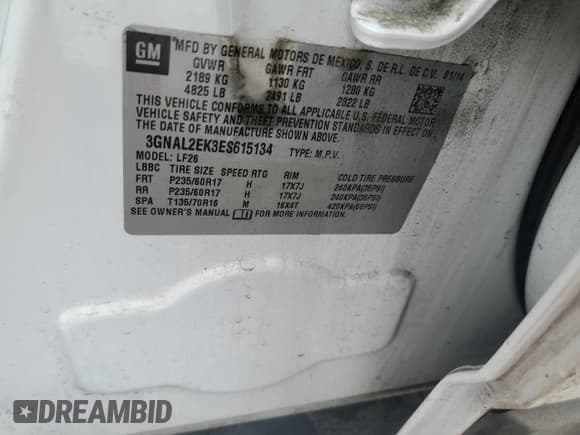 GM
MFD BY GENERAL MOTORS DE MEXICO, S. DE R.L. DE C.V. 01/14
GVWR GAWR FRT GAWR RR
2189 KG 1130 KG 1280 KG
4825 LB 2491 LB 2822 LB
THIS VEHICLE CONFORMS TO ALL APPLICABLE U.S. FEDERAL MOTOR
VEHICLE SAFETY AND THEFT PREVENTION STANDARDS IN EFFECT ON
THE DATE OF MANUFACTURE SHOWN ABOVE.
3GNAL2EK3ES615134 TYPE: M.P.V.
MODEL: LF26
LBBC TIRE SIZE SPEED RTG RIM COLD TIRE PRESSURE
FRT P235/60R17 H 17X7J 240KPA(35PSI)
RR P235/60R17 H 17X7J 240KPA(35PSI)
SPA T135/70R16 M 16X4T 420KPA(60PSI)
SEE OWNER'S MANUAL FOR MORE INFORMATION.
DREAMBID